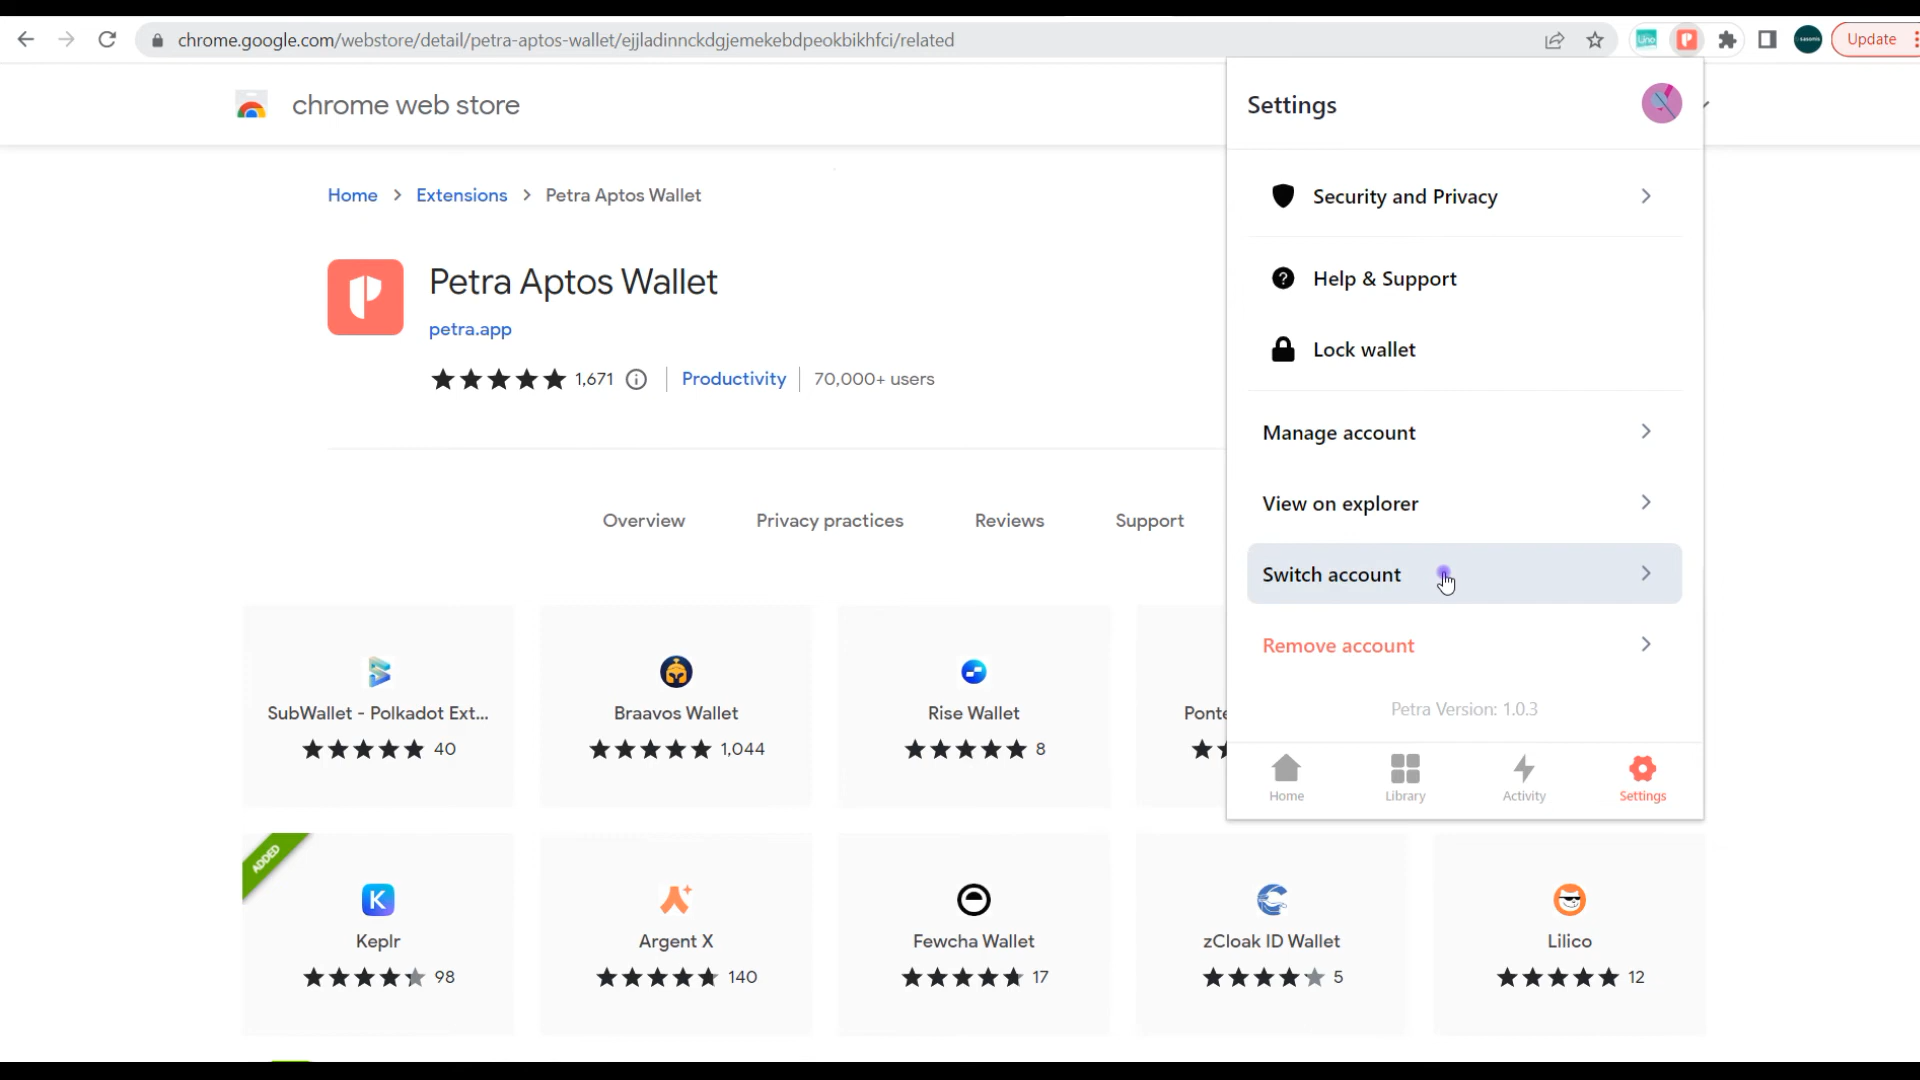 chrome.google.com/webstore/detail/petra-aptos-wallet/ejjladinnckdgjemekebdpeokbikhfci/related
Update
chrome web store
Home > Extensions > Petra Aptos Wallet
Petra Aptos Wallet
petra.app
1,671 Productivity 70,000+ users
Overview Privacy practices Reviews Support
SubWallet - Polkadot Ext...
40
Braavos Wallet
1,044
Rise Wallet
8
Ponte
ADDED
Keplr
98
Argent X
140
Fewcha Wallet
17
zCloak ID Wallet
5
Lilico
12
Settings
Security and Privacy
Help & Support
Lock wallet
Manage account
View on explorer
Switch account
Remove account
Petra Version: 1.0.3
Home Library Activity Settings